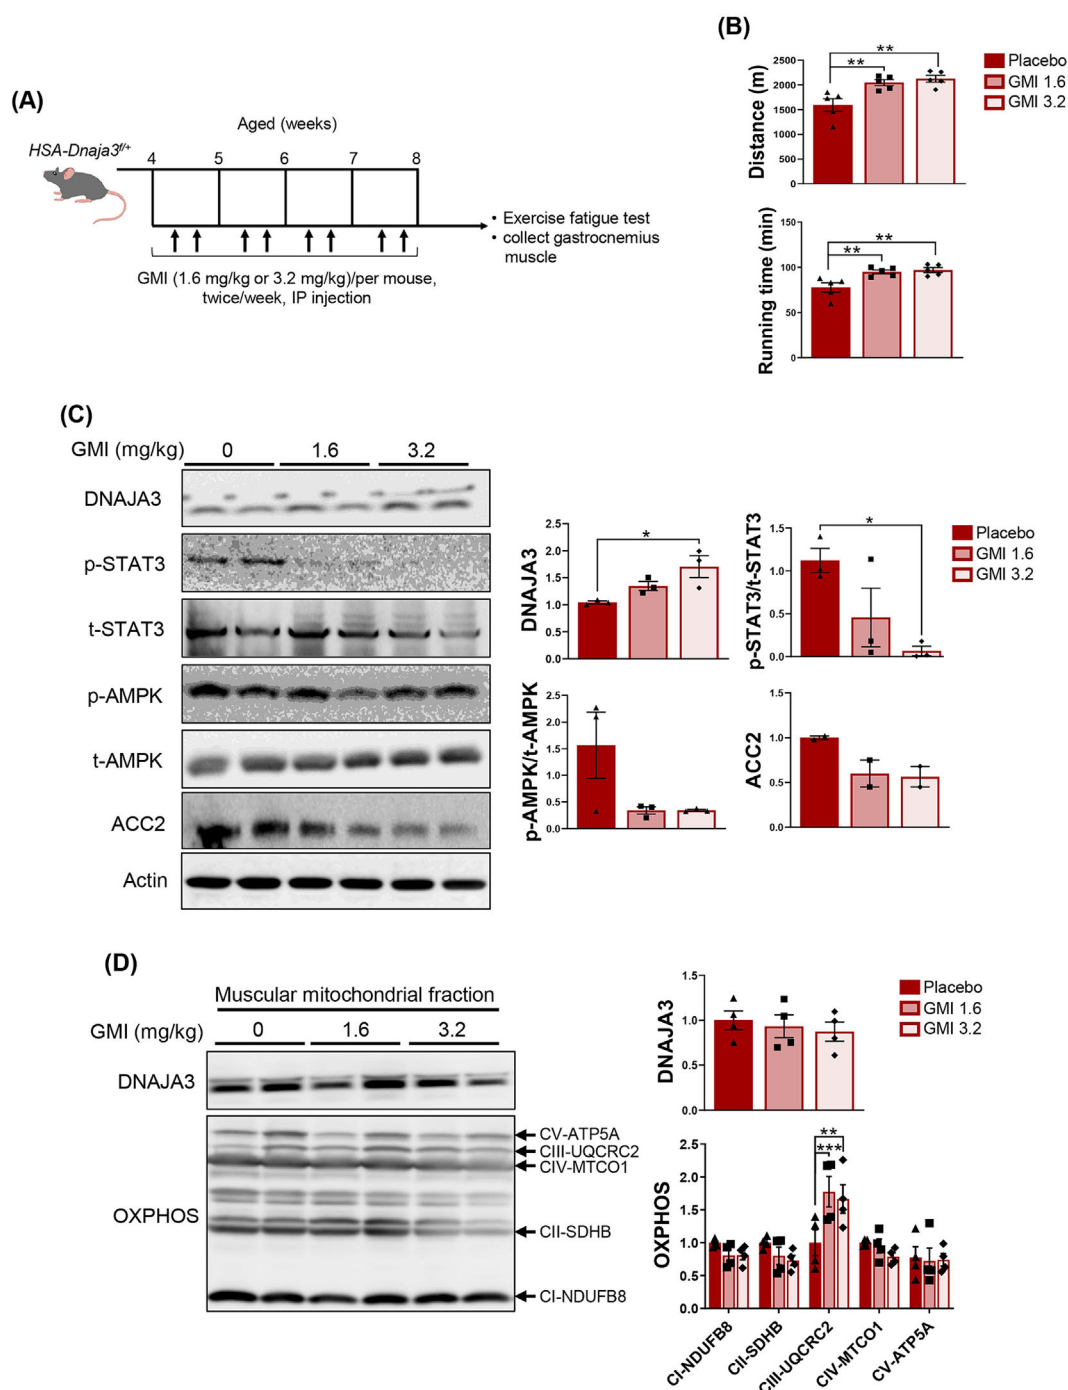 (A)
Aged (weeks)
HSA-Dnaja3f/+
4 5 6 7 8
• Exercise fatigue test
• collect gastrocnemius
muscle
GMI (1.6 mg/kg or 3.2 mg/kg)/per mouse,
twice/week, IP injection
(B)
Distance (m)
2500
2000
1500
1000
500
0
**
**
Placebo
GMI 1.6
GMI 3.2
Running time (min)
150
100
50
0
**
**
(C)
GMI (mg/kg) 0 1.6 3.2
DNAJA3
p-STAT3
t-STAT3
p-AMPK
t-AMPK
ACC2
Actin
DNAJA3
2.5
2.0
1.5
1.0
0.5
0.0
*
p-STAT3/t-STAT3
1.5
1.0
0.5
0.0
*
Placebo
GMI 1.6
GMI 3.2
p-AMPK/t-AMPK
2.5
2.0
1.5
1.0
0.5
0.0
ACC2
1.5
1.0
0.5
0.0
(D)
Muscular mitochondrial fraction
GMI (mg/kg) 0 1.6 3.2
DNAJA3
OXPHOS
CV-ATP5A
CIII-UQCRC2
CIV-MTCO1
CII-SDHB
CI-NDUFB8
DNAJA3
1.5
1.0
0.5
0.0
Placebo
GMI 1.6
GMI 3.2
OXPHOS
2.5
2.0
1.5
1.0
0.5
0.0
**
***
CI-NDUFB8
CII-SDHB
CIII-UQCRC2
CIV-MTCO1
CV-ATP5A